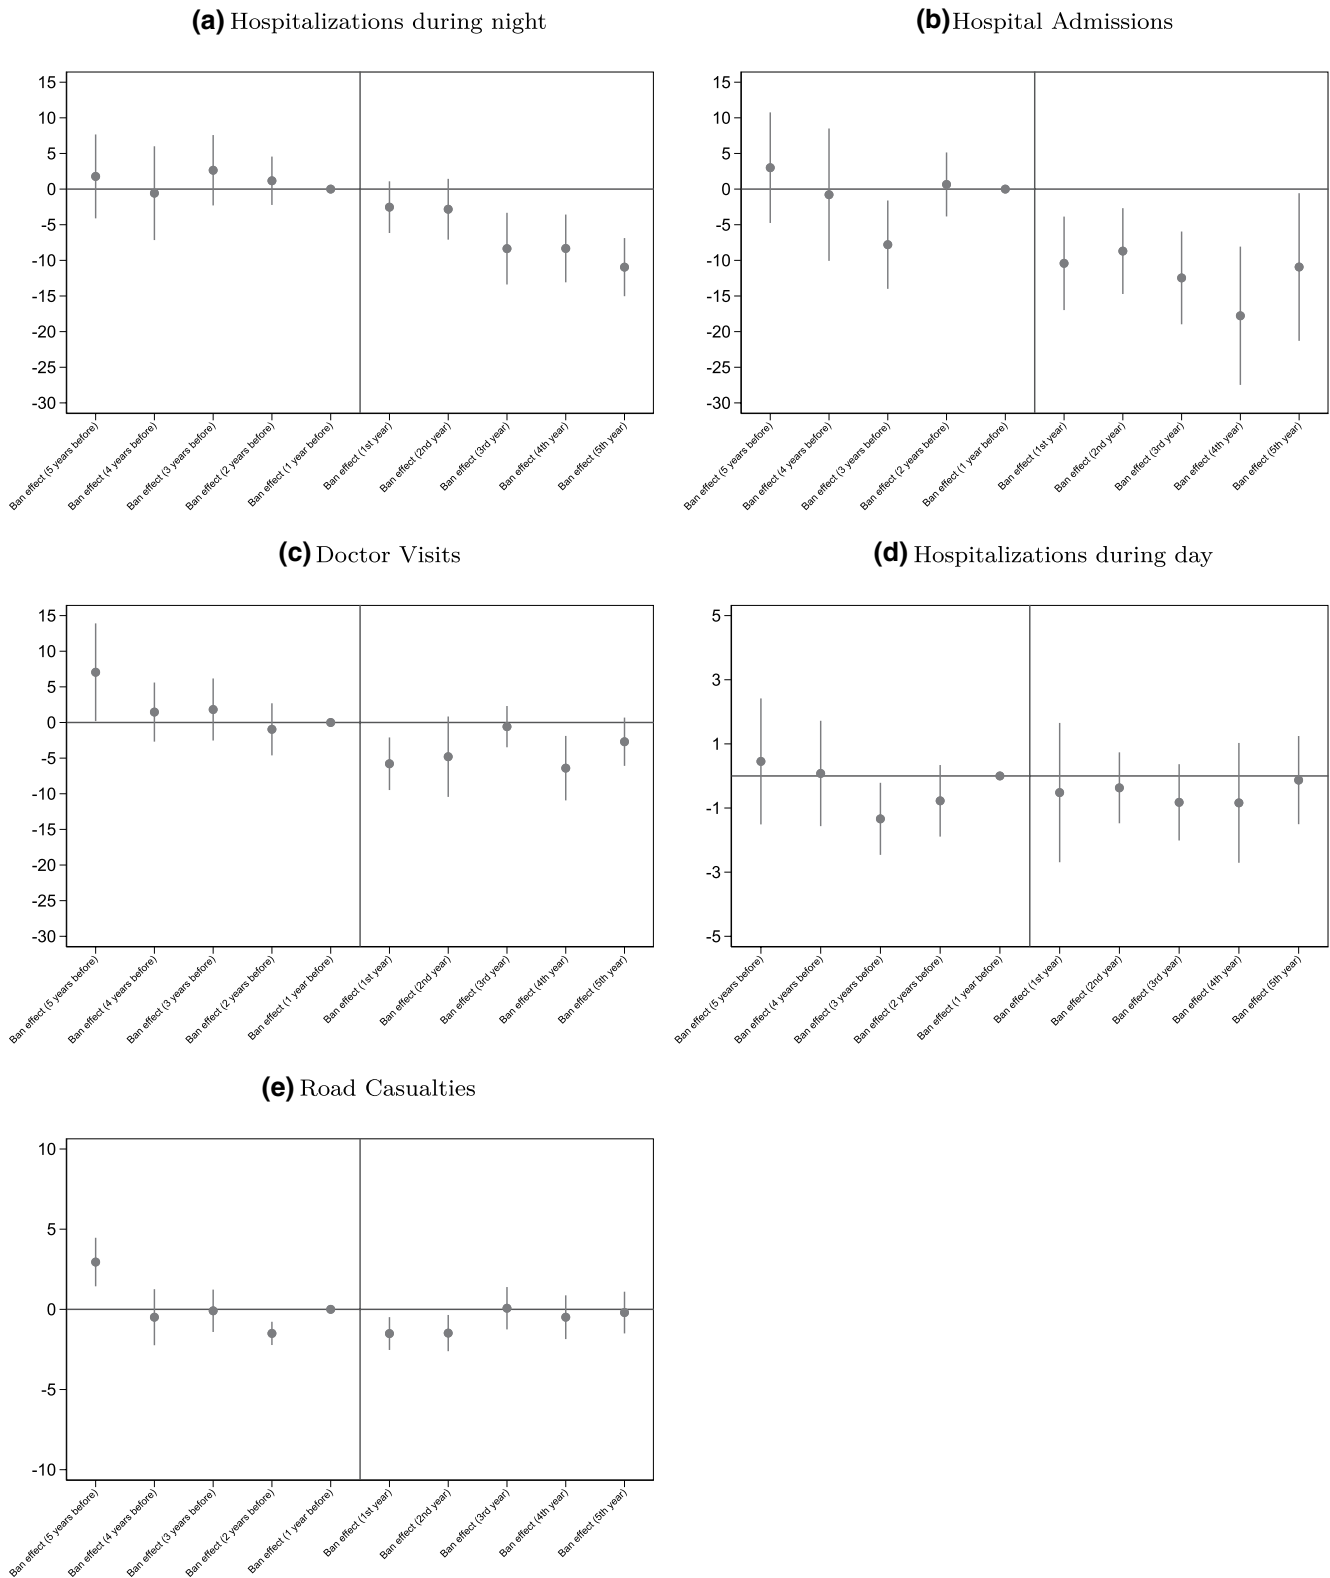 (a) Hospitalizations during night
15
10
5
0
-5
-10
-15
-20
-25
-30
Ban effect (5 years before)
Ban effect (4 years before)
Ban effect (3 years before)
Ban effect (2 years before)
Ban effect (1 year before)
Ban effect (1st year)
Ban effect (2nd year)
Ban effect (3rd year)
Ban effect (4th year)
Ban effect (5th year)
(b) Hospital Admissions
15
10
5
0
-5
-10
-15
-20
-25
-30
Ban effect (5 years before)
Ban effect (4 years before)
Ban effect (3 years before)
Ban effect (2 years before)
Ban effect (1 year before)
Ban effect (1st year)
Ban effect (2nd year)
Ban effect (3rd year)
Ban effect (4th year)
Ban effect (5th year)
(c) Doctor Visits
15
10
5
0
-5
-10
-15
-20
-25
-30
Ban effect (5 years before)
Ban effect (4 years before)
Ban effect (3 years before)
Ban effect (2 years before)
Ban effect (1 year before)
Ban effect (1st year)
Ban effect (2nd year)
Ban effect (3rd year)
Ban effect (4th year)
Ban effect (5th year)
(d) Hospitalizations during day
5
3
1
-1
-3
-5
Ban effect (5 years before)
Ban effect (4 years before)
Ban effect (3 years before)
Ban effect (2 years before)
Ban effect (1 year before)
Ban effect (1st year)
Ban effect (2nd year)
Ban effect (3rd year)
Ban effect (4th year)
Ban effect (5th year)
(e) Road Casualties
10
5
0
-5
-10
Ban effect (5 years before)
Ban effect (4 years before)
Ban effect (3 years before)
Ban effect (2 years before)
Ban effect (1 year before)
Ban effect (1st year)
Ban effect (2nd year)
Ban effect (3rd year)
Ban effect (4th year)
Ban effect (5th year)